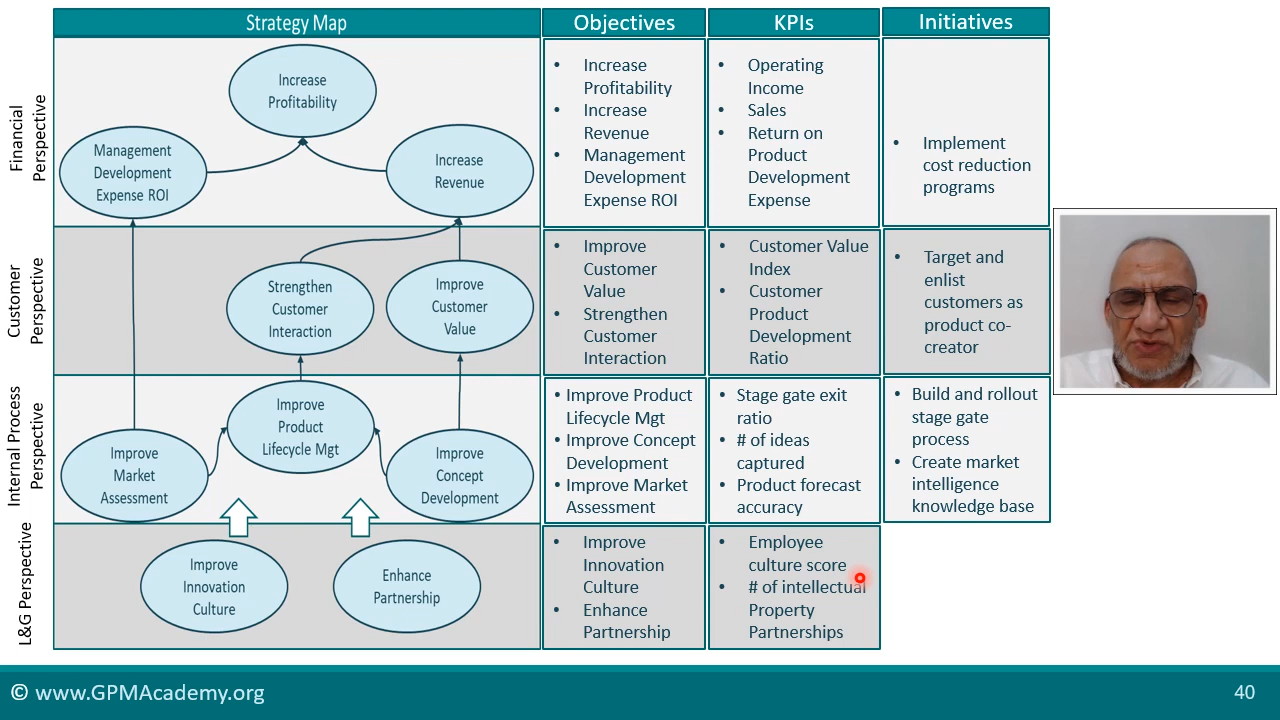 Strategy Map
Objectives
KPIs
Initiatives
Financial
Perspective
Increase
Profitability
Management
Development
Expense ROI
Increase
Revenue
• Increase
Profitability
• Increase
Revenue
• Management
Development
Expense ROI
• Operating
Income
• Sales
• Return on
Product
Development
Expense
• Implement
cost reduction
programs
Customer
Perspective
Strengthen
Customer
Interaction
Improve
Customer
Value
• Improve
Customer
Value
• Strengthen
Customer
Interaction
• Customer Value
Index
• Customer
Product
Development
Ratio
• Target and
enlist
customers as
product co-
creator
Internal Process
Perspective
Improve
Product
Lifecycle Mgt
Improve
Market
Assessment
Improve
Concept
Development
• Improve Product
Lifecycle Mgt
• Improve Concept
Development
• Improve Market
Assessment
• Stage gate exit
ratio
• # of ideas
captured
• Product forecast
accuracy
• Build and rollout
stage gate
process
• Create market
intelligence
knowledge base
L&G Perspective
Improve
Innovation
Culture
Enhance
Partnership
• Improve
Innovation
Culture
• Enhance
Partnership
• Employee
culture score
• # of intellectual
Property
Partnerships
© www.GPMAcademy.org
40